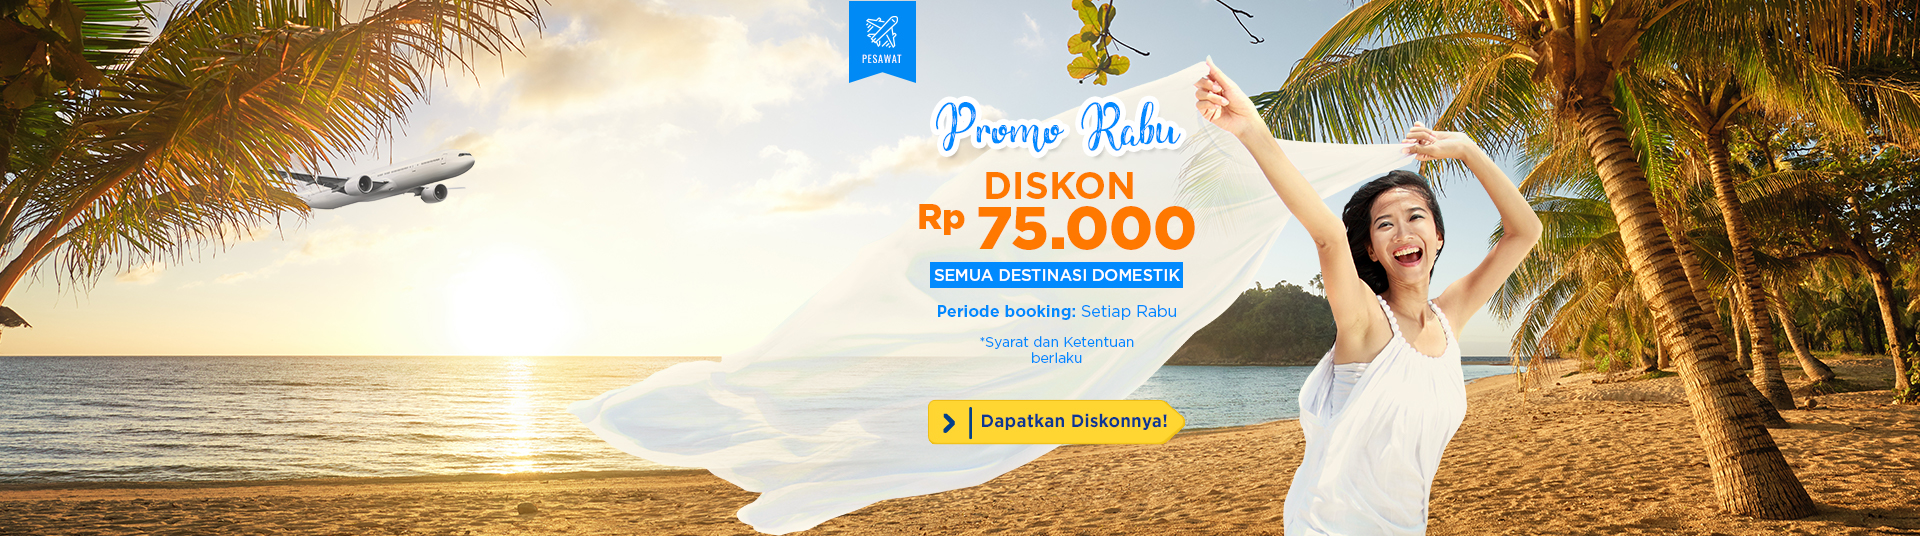 PESAWAT
Promo Rabu
DISKON
Rp 75.000
SEMUA DESTINASI DOMESTIK
Periode booking: Setiap Rabu
*Syarat dan Ketentuan
berlaku
Dapatkan Diskonnya!